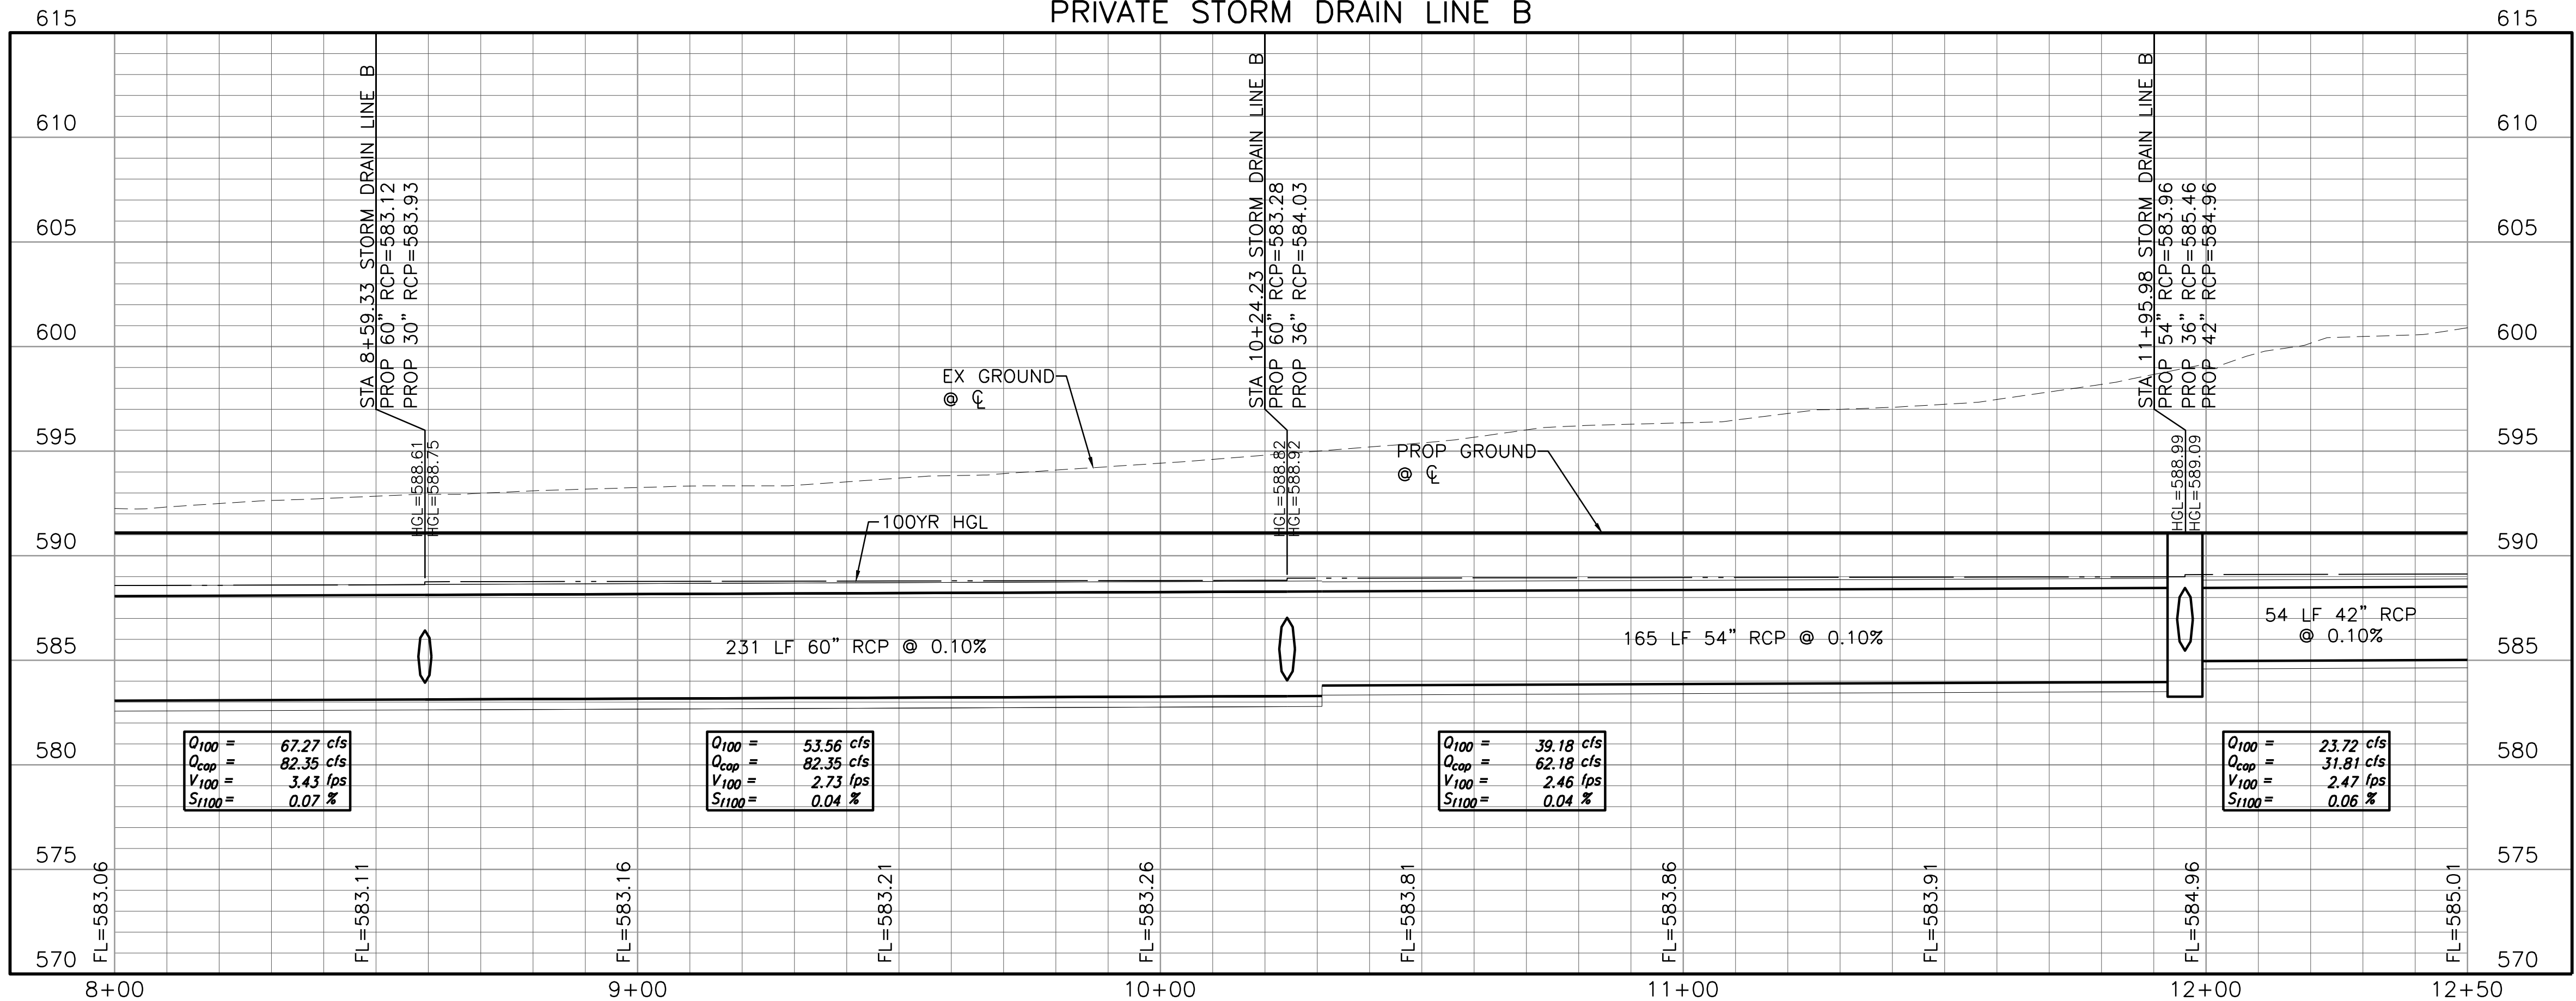 PRIVATE STORM DRAIN LINE B
615
615
610
610
605
605
600
600
595
595
590
590
585
585
580
580
575
575
570
570
STA 8+59.33 STORM DRAIN LINE B
PROP 60" RCP=583.12
PROP 30" RCP=583.93
HGL=588.61
HGL=588.75
STA 10+24.23 STORM DRAIN LINE B
PROP 60" RCP=583.28
PROP 36" RCP=584.03
HGL=588.82
HGL=588.92
STA 11+95.98 STORM DRAIN LINE B
PROP 54" RCP=583.96
PROP 36" RCP=585.46
PROP 42" RCP=584.96
HGL=588.99
HGL=589.09
EX GROUND
@ ℄
PROP GROUND
@ ℄
100YR HGL
231 LF 60" RCP @ 0.10%
165 LF 54" RCP @ 0.10%
54 LF 42" RCP
@ 0.10%
Q100 = 67.27 cfs
Qcap = 82.35 cfs
V100 = 3.43 fps
Sf100= 0.07 %
Q100 = 53.56 cfs
Qcap = 82.35 cfs
V100 = 2.73 fps
Sf100= 0.04 %
Q100 = 39.18 cfs
Qcap = 62.18 cfs
V100 = 2.46 fps
Sf100= 0.04 %
Q100 = 23.72 cfs
Qcap = 31.81 cfs
V100 = 2.47 fps
Sf100= 0.06 %
FL=583.06
FL=583.11
FL=583.16
FL=583.21
FL=583.26
FL=583.81
FL=583.86
FL=583.91
FL=584.96
FL=585.01
8+00
9+00
10+00
11+00
12+00
12+50